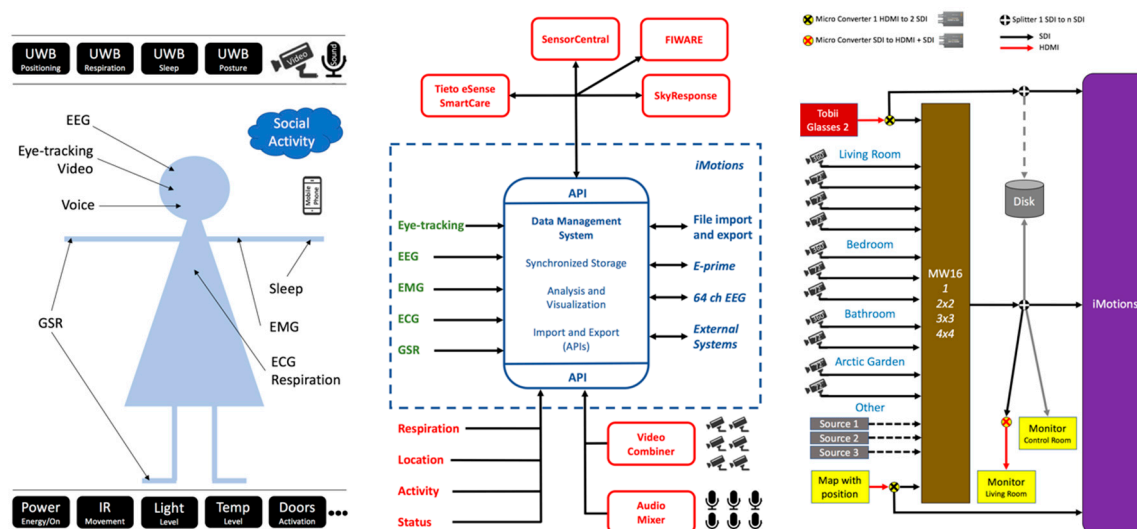 UWB
Positioning
UWB
Respiration
UWB
Sleep
UWB
Posture
Video
Sound
EEG
Eye-tracking
Video
Voice
Social
Activity
Mobile
Phone
GSR
Sleep
EMG
ECG
Respiration
Power
Energy/On
IR
Movement
Light
Level
Temp
Level
Doors
Activation
SensorCentral
FIWARE
Tieto eSense
SmartCare
SkyResponse
iMotions
API
Data Management
System
Synchronized Storage
Analysis and
Visualization
Import and Export
(APIs)
API
Eye-tracking
EEG
EMG
ECG
GSR
File import
and export
E-prime
64 ch EEG
External
Systems
Respiration
Location
Activity
Status
Video
Combiner
Audio
Mixer
Micro Converter 1 HDMI to 2 SDI
Splitter 1 SDI to n SDI
Micro Converter SDI to HDMI + SDI
SDI
HDMI
Tobii
Glasses 2
Living Room
Bedroom
Bathroom
Arctic Garden
Other
Source 1
Source 2
Source 3
Map with
position
MW16
1
2x2
3x3
4x4
Disk
Monitor
Control Room
Monitor
Living Room
iMotions